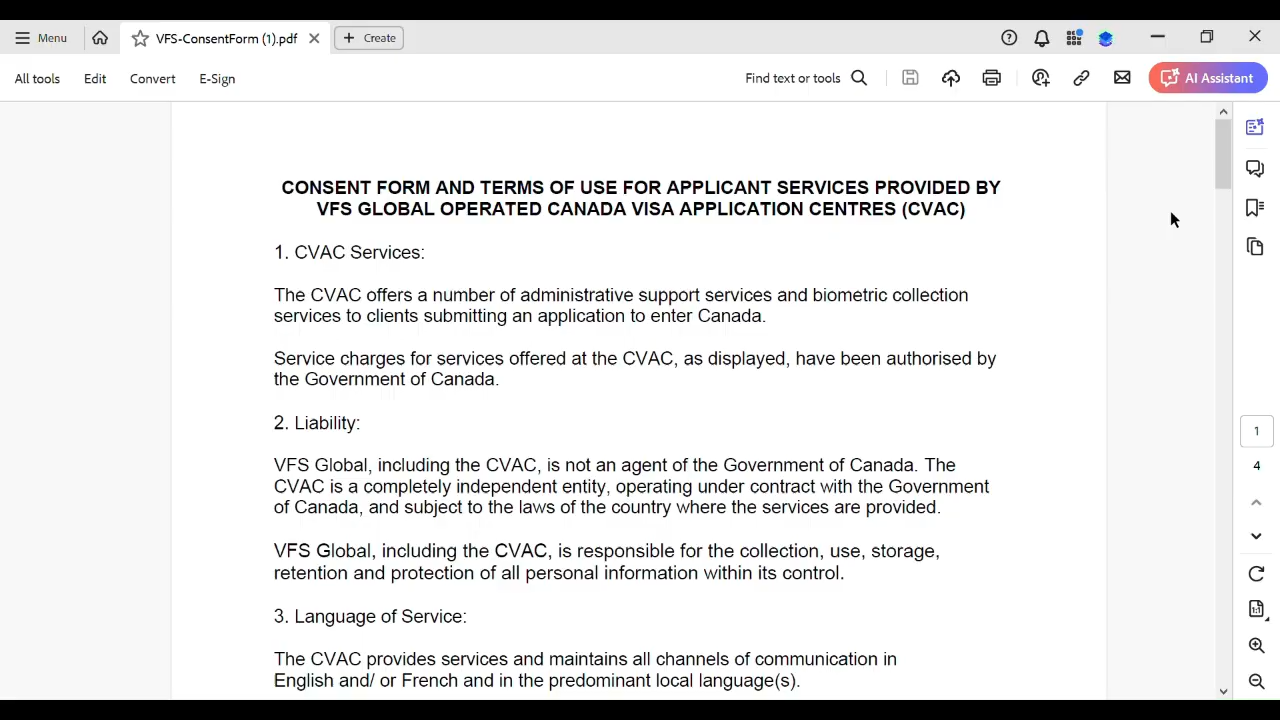 Menu
VFS-ConsentForm (1).pdf
Create
All tools
Edit
Convert
E-Sign
Find text or tools
AI Assistant
CONSENT FORM AND TERMS OF USE FOR APPLICANT SERVICES PROVIDED BY
VFS GLOBAL OPERATED CANADA VISA APPLICATION CENTRES (CVAC)
1. CVAC Services:
The CVAC offers a number of administrative support services and biometric collection
services to clients submitting an application to enter Canada.
Service charges for services offered at the CVAC, as displayed, have been authorised by
the Government of Canada.
2. Liability:
VFS Global, including the CVAC, is not an agent of the Government of Canada. The
CVAC is a completely independent entity, operating under contract with the Government
of Canada, and subject to the laws of the country where the services are provided.
VFS Global, including the CVAC, is responsible for the collection, use, storage,
retention and protection of all personal information within its control.
3. Language of Service:
The CVAC provides services and maintains all channels of communication in
English and/ or French and in the predominant local language(s).
1
4
1:1